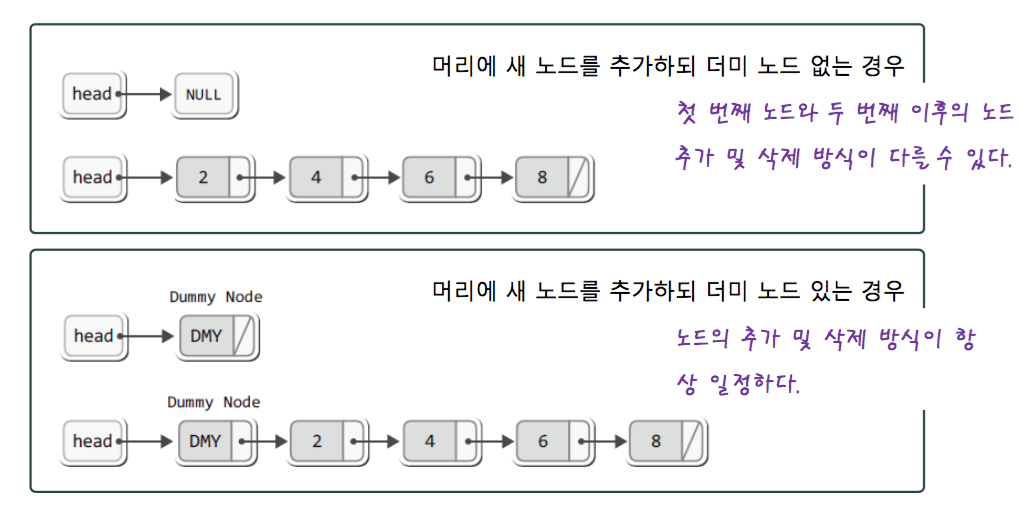 머리에 새 노드를 추가하되 더미 노드 없는 경우
head
NULL
첫 번째 노드와 두 번째 이후의 노드
추가 및 삭제 방식이 다를 수 있다.
head
2
4
6
8
머리에 새 노드를 추가하되 더미 노드 있는 경우
Dummy Node
head
DMY
노드의 추가 및 삭제 방식이 항
상 일정하다.
Dummy Node
head
DMY
2
4
6
8